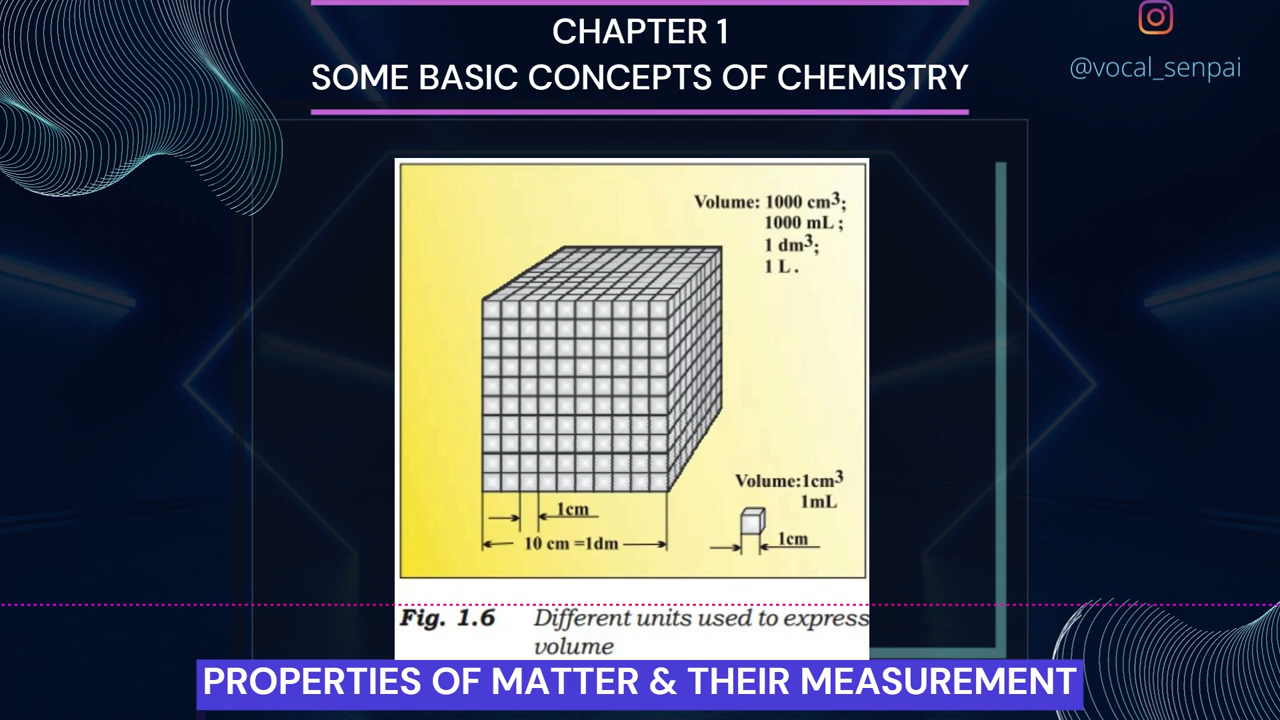 CHAPTER 1
SOME BASIC CONCEPTS OF CHEMISTRY
@vocal_senpai
Volume: 1000 cm³;
1000 mL ;
1 dm³;
1 L .
Volume:1cm³
1mL
1cm
10 cm =1dm
1cm
Fig. 1.6 Different units used to express
volume
PROPERTIES OF MATTER & THEIR MEASUREMENT